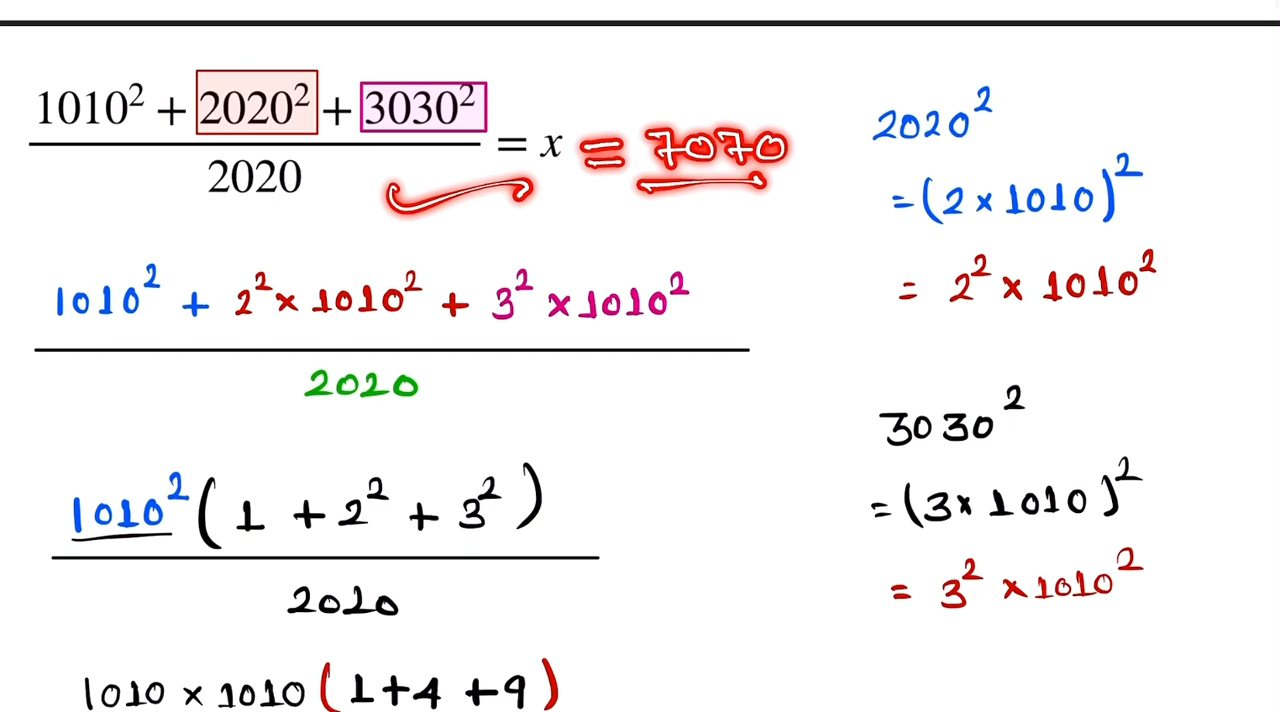 1010² + 2020² + 3030²
2020
= x = 7070
1010² + 2² × 1010² + 3² × 1010²
2020
1010² (1 + 2² + 3²)
2020
1010 × 1010 (1 + 4 + 9)
2020²
= (2 × 1010)²
= 2² × 1010²
3030²
= (3 × 1010)²
= 3² × 1010²